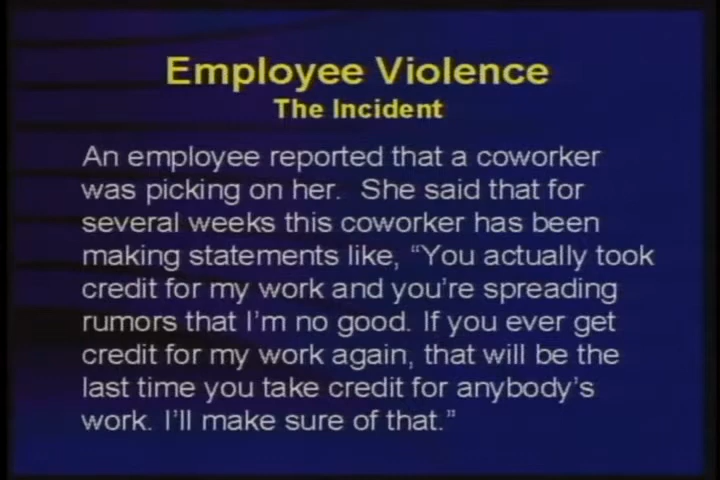 Employee Violence
The Incident
An employee reported that a coworker
was picking on her.  She said that for
several weeks this coworker has been
making statements like, “You actually took
credit for my work and you’re spreading
rumors that I’m no good. If you ever get
credit for my work again, that will be the
last time you take credit for anybody’s
work. I’ll make sure of that.”